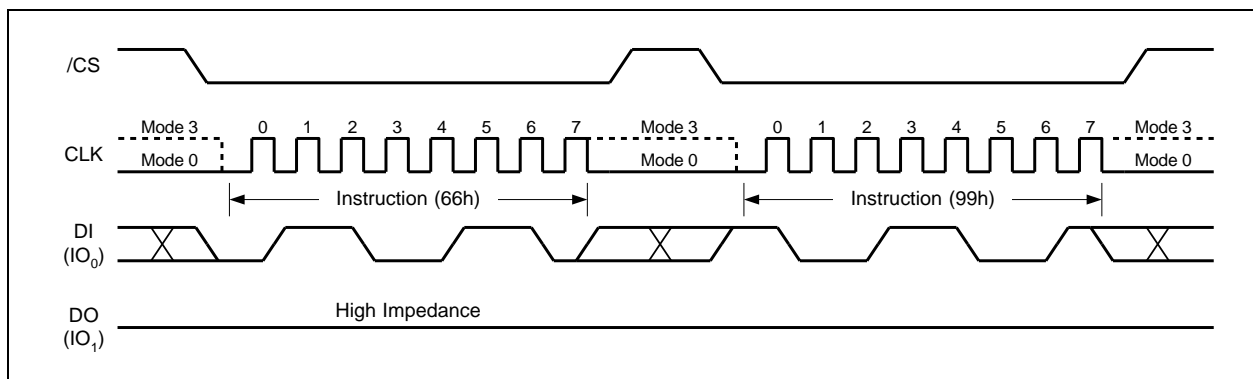 /CS
Mode 3 0 1 2 3 4 5 6 7 Mode 3 0 1 2 3 4 5 6 7 Mode 3
CLK
Mode 0 Mode 0 Mode 0
Instruction (66h) Instruction (99h)
DI
(IO0)
High Impedance
DO
(IO1)